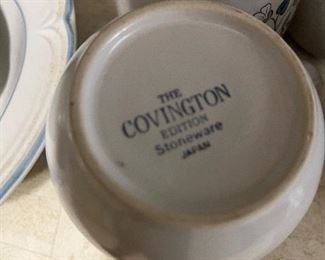 THE
COVINGTON
EDITION
Stoneware
JAPAN